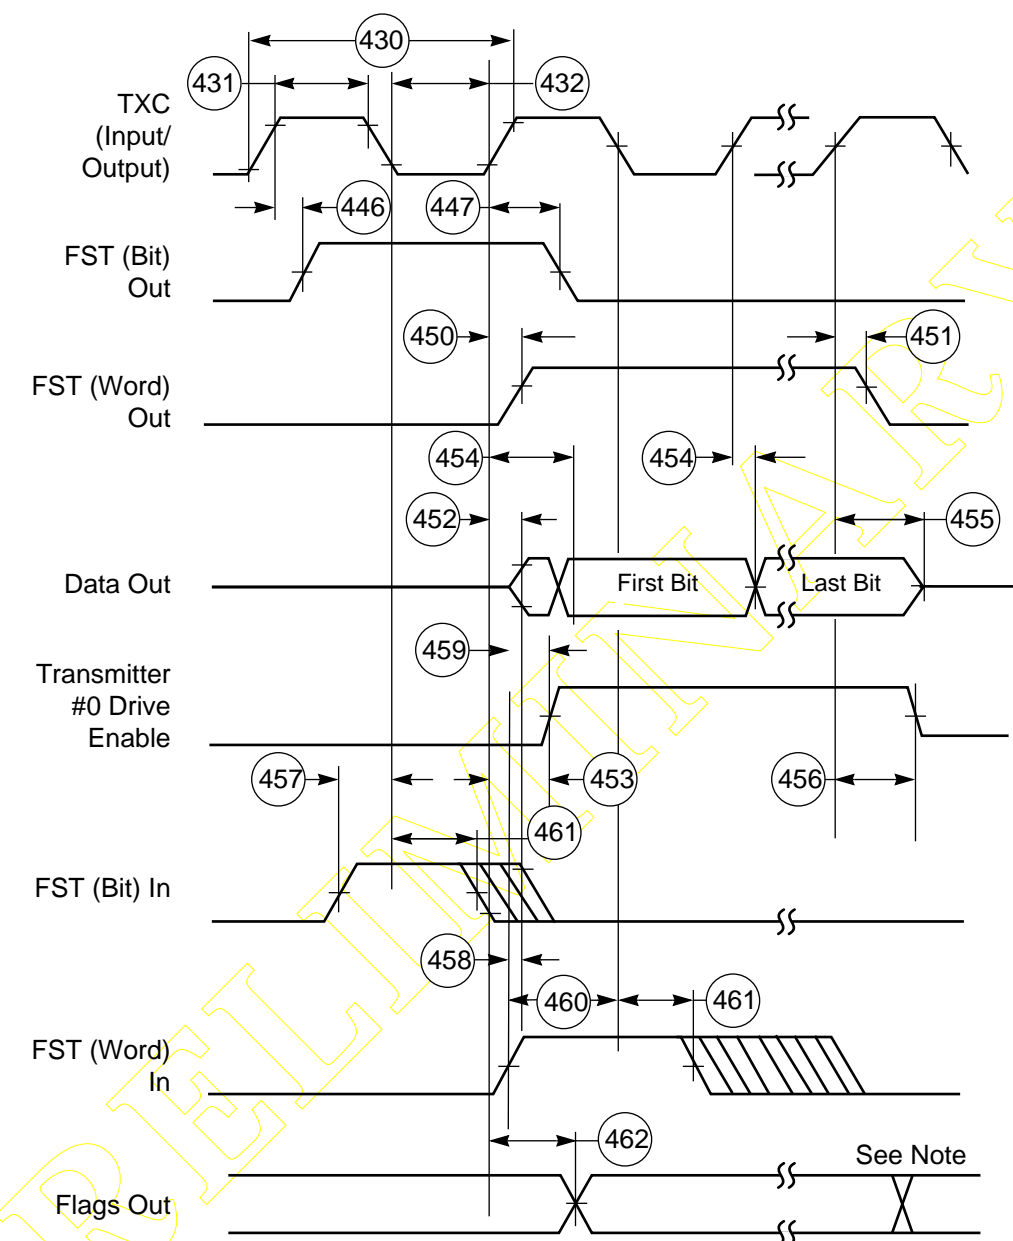 430
431
432
TXC
(Input/
Output)
446
447
FST (Bit)
Out
450
451
FST (Word)
Out
454
454
452
455
Data Out
First Bit
Last Bit
459
Transmitter
#0 Drive
Enable
457
453
456
461
FST (Bit) In
458
460
461
FST (Word)
In
462
See Note
Flags Out
PRELIMINARY